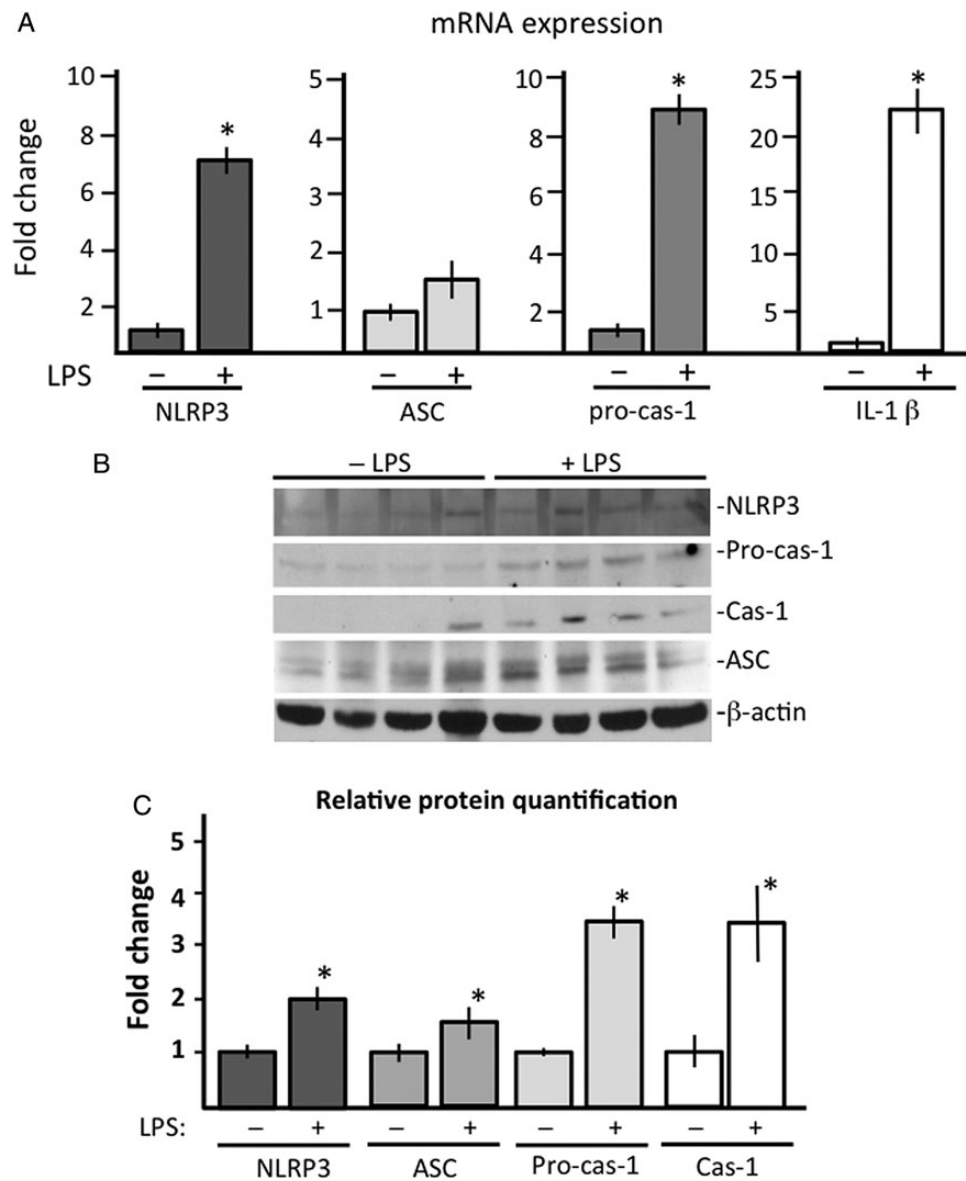 A
mRNA expression
Fold change
10
8
6
4
2
5
4
3
2
1
10
8
6
4
2
25
20
15
10
5
*
*
*
LPS
– +
– +
– +
– +
NLRP3
ASC
pro-cas-1
IL-1 β
B
– LPS
+ LPS
-NLRP3
-Pro-cas-1
-Cas-1
-ASC
-β-actin
C
Relative protein quantification
Fold change
5
4
3
2
1
*
*
*
*
LPS: – + – + – + – +
NLRP3
ASC
Pro-cas-1
Cas-1